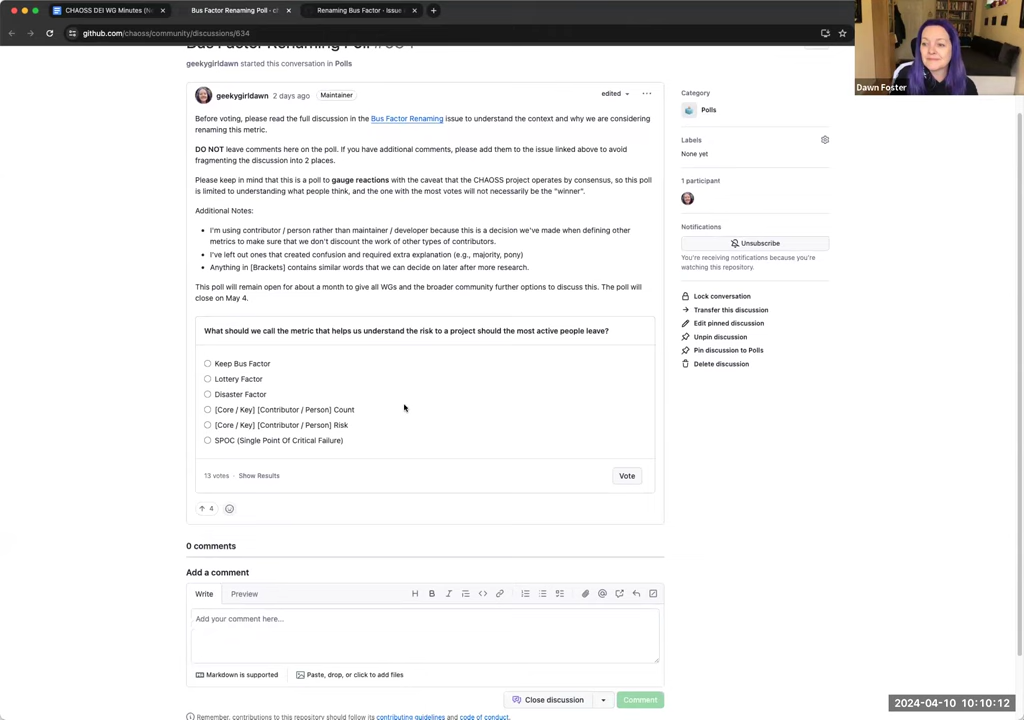 CHAOSS DEI WG Minutes (N
Bus Factor Renaming Poll · c
Renaming Bus Factor · Issue
github.com/chaoss/community/discussions/634
Dawn Foster
Bus Factor Renaming Poll #634
geekygirldawn started this conversation in Polls
geekygirldawn 2 days ago Maintainer
edited
Before voting, please read the full discussion in the Bus Factor Renaming issue to understand the context and why we are considering
renaming this metric.
DO NOT leave comments here on the poll. If you have additional comments, please add them to the issue linked above to avoid
fragmenting the discussion into 2 places.
Please keep in mind that this is a poll to gauge reactions with the caveat that the CHAOSS project operates by consensus, so this poll
is limited to understanding what people think, and the one with the most votes will not necessarily be the "winner".
Additional Notes:
• I'm using contributor / person rather than maintainer / developer because this is a decision we've made when defining other
metrics to make sure that we don't discount the work of other types of contributors.
• I've left out ones that created confusion and required extra explanation (e.g., majority, pony)
• Anything in [Brackets] contains similar words that we can decide on later after more research.
This poll will remain open for about a month to give all WGs and the broader community further options to discuss this. The poll will
close on May 4.
What should we call the metric that helps us understand the risk to a project should the most active people leave?
Keep Bus Factor
Lottery Factor
Disaster Factor
[Core / Key] [Contributor / Person] Count
[Core / Key] [Contributor / Person] Risk
SPOC (Single Point Of Critical Failure)
13 votes · Show Results
Vote
↑ 4
0 comments
Add a comment
Write
Preview
H B I
Add your comment here...
Markdown is supported
Paste, drop, or click to add files
Close discussion
Comment
Remember, contributions to this repository should follow its contributing guidelines and code of conduct.
Category
Polls
Labels
None yet
1 participant
Notifications
Unsubscribe
You're receiving notifications because you're
watching this repository.
Lock conversation
Transfer this discussion
Edit pinned discussion
Unpin discussion
Pin discussion to Polls
Delete discussion
2024-04-10 10:10:12